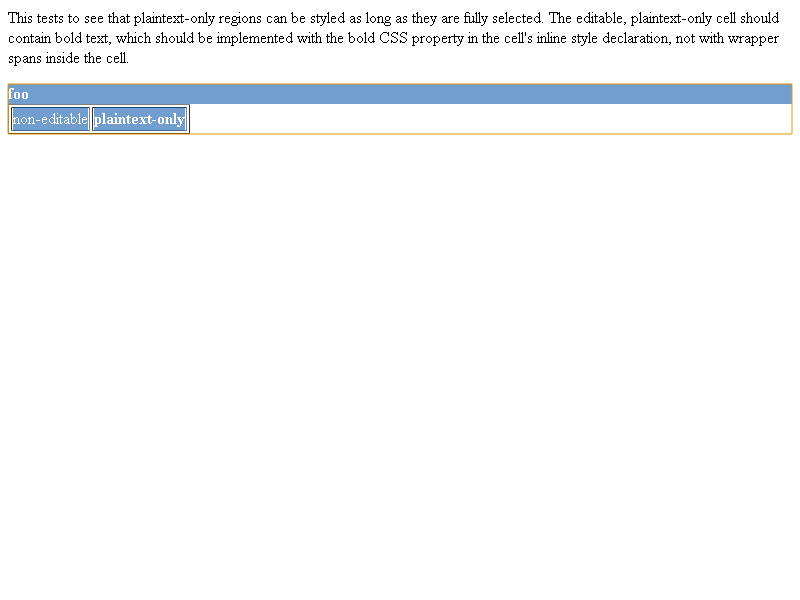 This tests to see that plaintext-only regions can be styled as long as they are fully selected. The editable, plaintext-only cell should
contain bold text, which should be implemented with the bold CSS property in the cell's inline style declaration, not with wrapper
spans inside the cell.
foo
non-editable plaintext-only